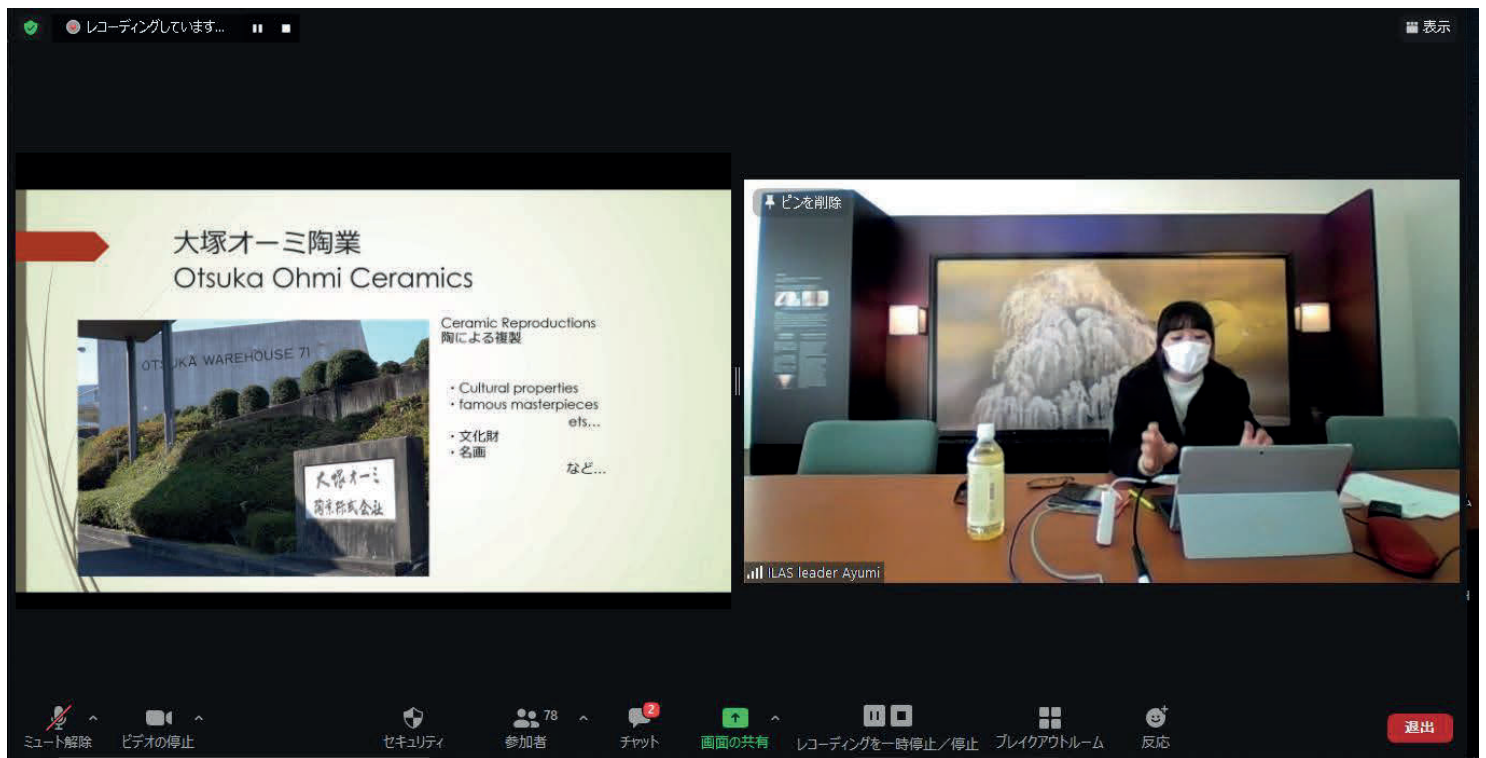 レコーディングしています...
表示
大塚オーミ陶業
Otsuka Ohmi Ceramics
OTSUKA WAREHOUSE 71
大塚オーミ
陶業株式会社
Ceramic Reproductions
陶による複製
・Cultural properties
・famous masterpieces
ets...
・文化財
・名画
など...
ピンを削除
ILAS leader Ayumi
ミュート解除
ビデオの停止
セキュリティ
78
参加者
2
チャット
画面の共有
レコーディングを一時停止/停止
ブレイクアウトルーム
反応
退出